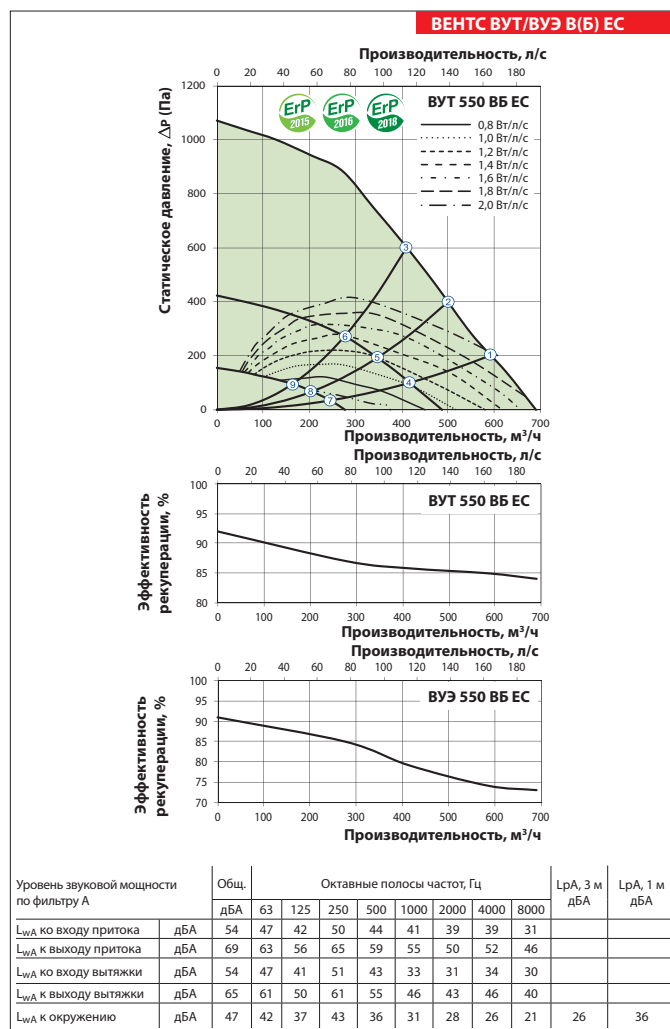 ВЕНТС ВУТ/ВУЭ В(Б) ЕС
Производительность, л/с
0 20 40 60 80 100 120 140 160 180
Статическое давление, △P (Па)
1200
1000
800
600
400
200
0
ErP 2015
ErP 2016
ErP 2018
ВУТ 550 ВБ ЕС
0,8 Вт/л/с
1,0 Вт/л/с
1,2 Вт/л/с
1,4 Вт/л/с
1,6 Вт/л/с
1,8 Вт/л/с
2,0 Вт/л/с
3
2
1
6
5
4
9
8
7
0 100 200 300 400 500 600 700
Производительность, м³/ч
Производительность, л/с
0 20 40 60 80 100 120 140 160 180
Эффективность
рекуперации, %
100
95
90
85
80
ВУТ 550 ВБ ЕС
0 100 200 300 400 500 600 700
Производительность, м³/ч
Производительность, л/с
0 20 40 60 80 100 120 140 160 180
Эффективность
рекуперации, %
100
95
90
85
80
75
70
ВУЭ 550 ВБ ЕС
0 100 200 300 400 500 600 700
Производительность, м³/ч
Уровень звуковой мощности
по фильтру А
Общ. Октавные полосы частот, Гц LpA, 3 м дБА LpA, 1 м дБА
дБА 63 125 250 500 1000 2000 4000 8000
LwA ко входу притока дБА 54 47 42 50 44 41 39 39 31
LwA к выходу притока дБА 69 63 56 65 59 55 50 52 46
LwA ко входу вытяжки дБА 54 47 41 51 43 33 31 34 30
LwA к выходу вытяжки дБА 65 61 50 61 55 46 43 46 40
LwA к окружению дБА 47 42 37 43 36 31 28 26 21 26 36